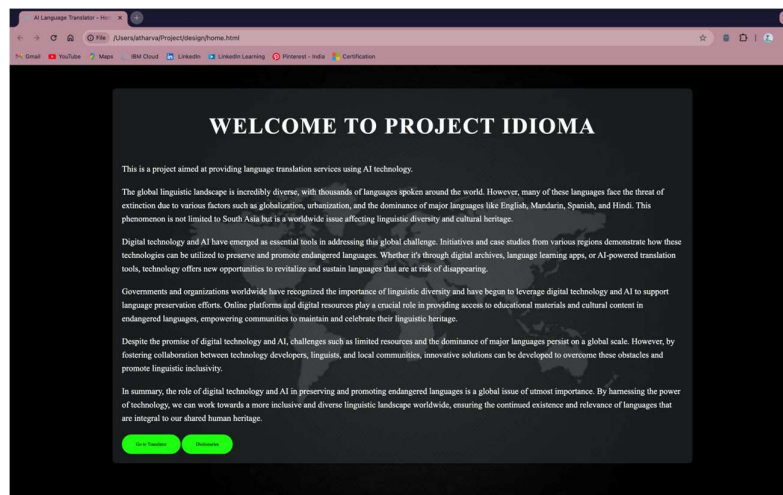 AI Language Translator - Hom
File
/Users/atharva/Project/design/home.html
Gmail YouTube Maps IBM Cloud LinkedIn LinkedIn Learning Pinterest - India Certification
WELCOME TO PROJECT IDIOMA
This is a project aimed at providing language translation services using AI technology.
The global linguistic landscape is incredibly diverse, with thousands of languages spoken around the world. However, many of these languages face the threat of
extinction due to various factors such as globalization, urbanization, and the dominance of major languages like English, Mandarin, Spanish, and Hindi. This
phenomenon is not limited to South Asia but is a worldwide issue affecting linguistic diversity and cultural heritage.
Digital technology and AI have emerged as essential tools in addressing this global challenge. Initiatives and case studies from various regions demonstrate how these
technologies can be utilized to preserve and promote endangered languages. Whether it's through digital archives, language learning apps, or AI-powered translation
tools, technology offers new opportunities to revitalize and sustain languages that are at risk of disappearing.
Governments and organizations worldwide have recognized the importance of linguistic diversity and have begun to leverage digital technology and AI to support
language preservation efforts. Online platforms and digital resources play a crucial role in providing access to educational materials and cultural content in
endangered languages, empowering communities to maintain and celebrate their linguistic heritage.
Despite the promise of digital technology and AI, challenges such as limited resources and the dominance of major languages persist on a global scale. However, by
fostering collaboration between technology developers, linguists, and local communities, innovative solutions can be developed to overcome these obstacles and
promote linguistic inclusivity.
In summary, the role of digital technology and AI in preserving and promoting endangered languages is a global issue of utmost importance. By harnessing the power
of technology, we can work towards a more inclusive and diverse linguistic landscape worldwide, ensuring the continued existence and relevance of languages that
are integral to our shared human heritage.
Go to Translator Dictionaries